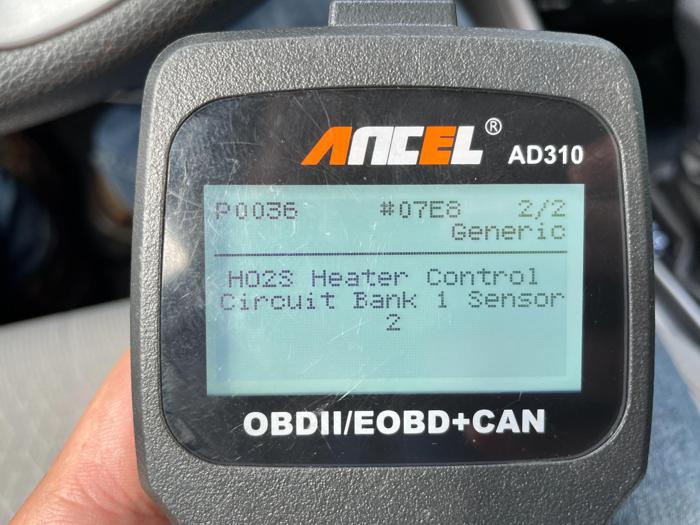 ANCEL® AD310
P0036 #07E8 2/2
Generic
HO2S Heater Control
Circuit Bank 1 Sensor
2
OBDII/EOBD+CAN